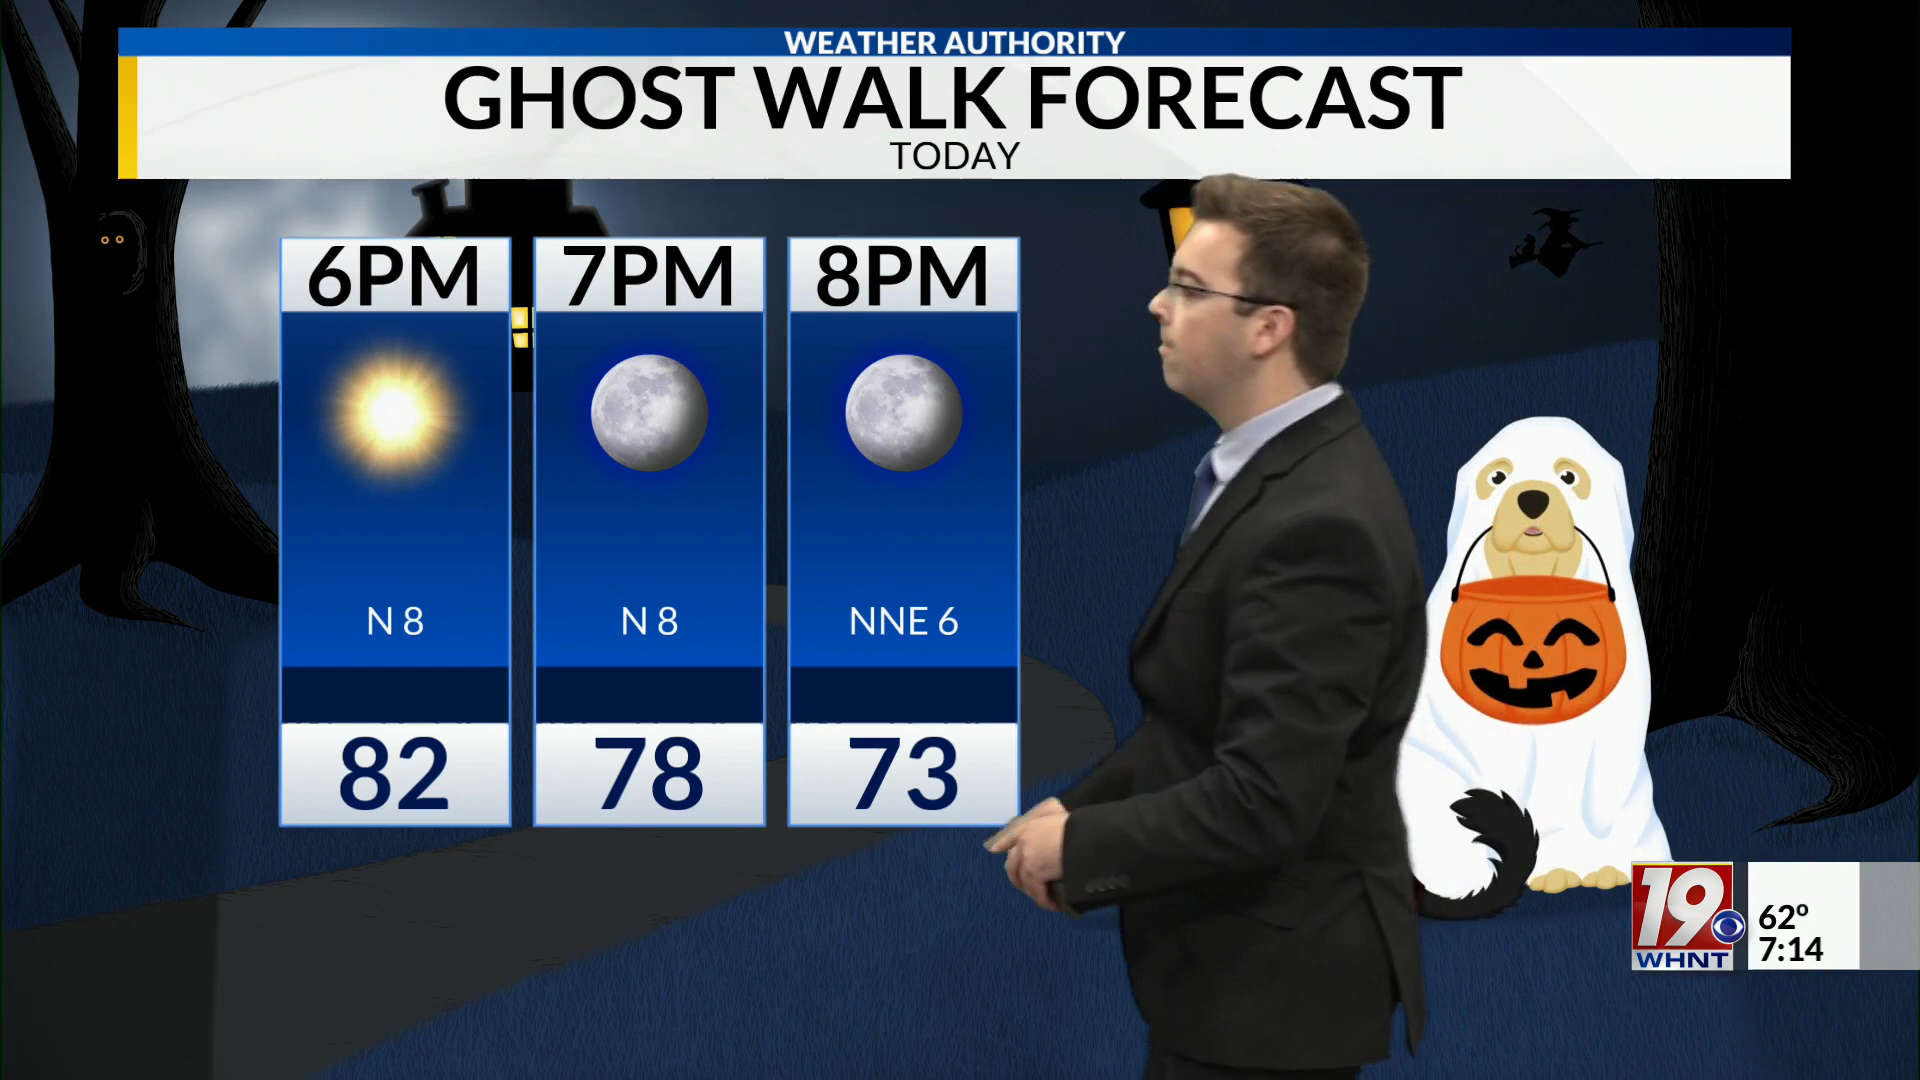 WEATHER AUTHORITY
GHOST WALK FORECAST
TODAY
6PM 7PM 8PM
N 8 N 8 NNE 6
82 78 73
19
WHNT
62º
7:14